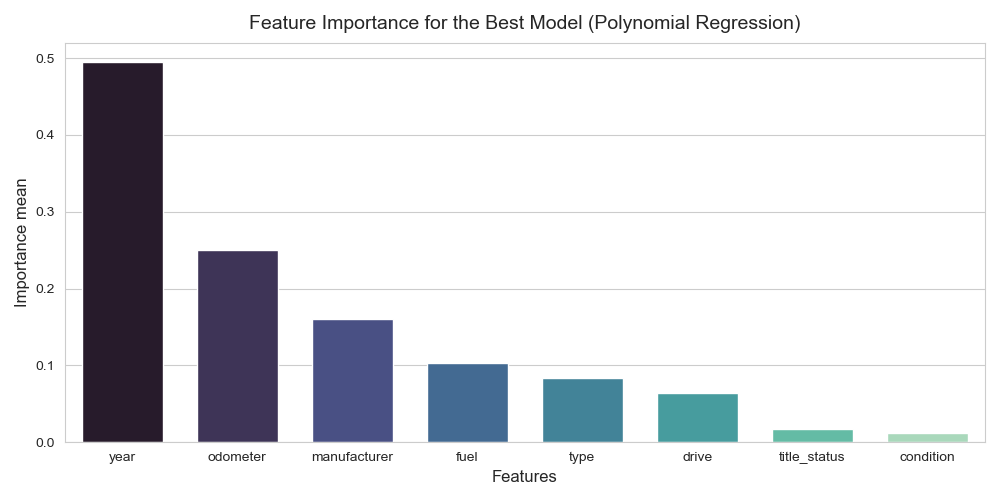 Feature Importance for the Best Model (Polynomial Regression)
Importance mean
0.5
0.4
0.3
0.2
0.1
0.0
year odometer manufacturer fuel type drive title_status condition
Features